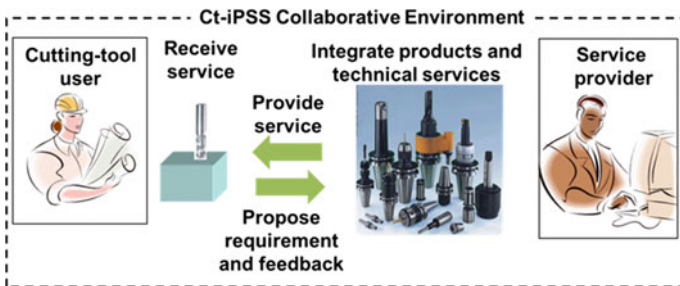 Ct-iPSS Collaborative Environment
Cutting-tool
user
Receive
service
Provide
service
Propose
requirement
and feedback
Integrate products and
technical services
Service
provider